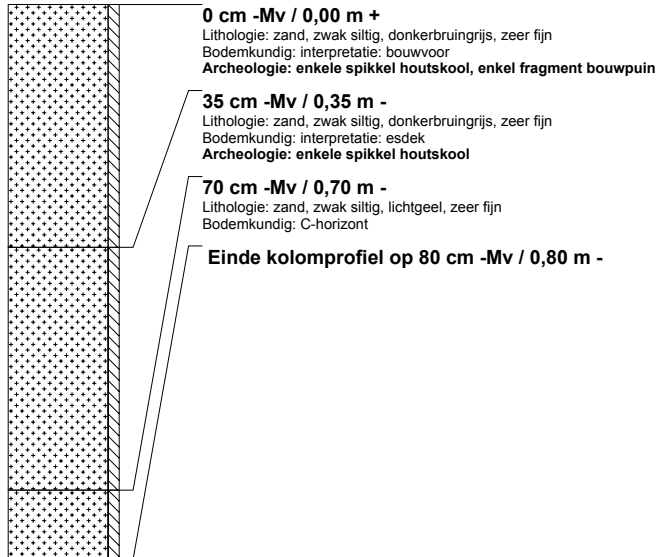 0 cm -Mv / 0,00 m +
Lithologie: zand, zwak siltig, donkerbruingrijs, zeer fijn
Bodemkundig: interpretatie: bouwvoor
Archeologie: enkele spikkel houtskool, enkel fragment bouwpuin
35 cm -Mv / 0,35 m -
Lithologie: zand, zwak siltig, donkerbruingrijs, zeer fijn
Bodemkundig: interpretatie: esdek
Archeologie: enkele spikkel houtskool
70 cm -Mv / 0,70 m -
Lithologie: zand, zwak siltig, lichtgeel, zeer fijn
Bodemkundig: C-horizont
Einde kolomprofiel op 80 cm -Mv / 0,80 m -